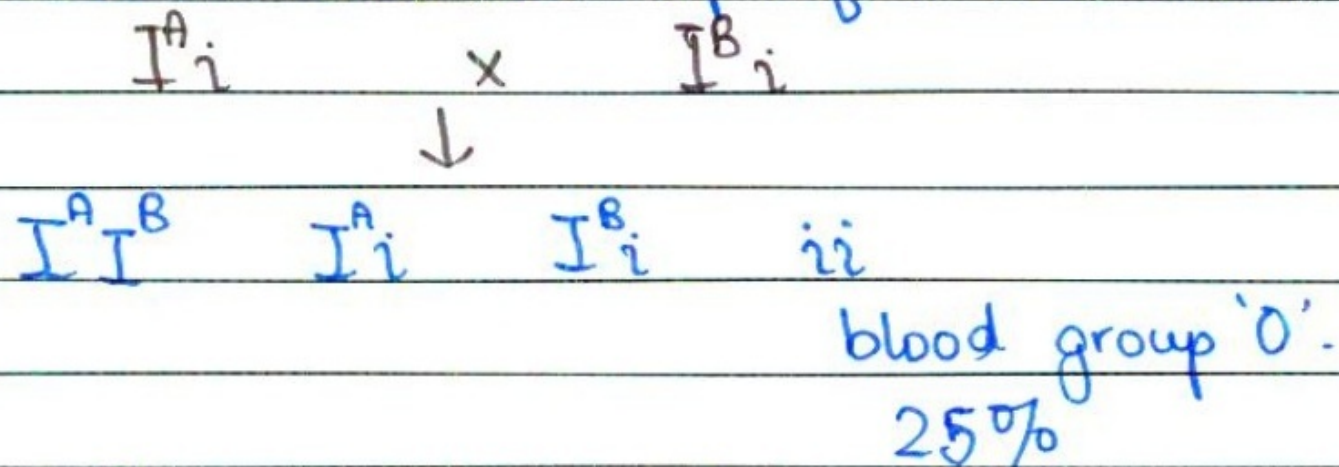 Iᴬi × Iᴮi
↓
IᴬIᴮ Iᴬi Iᴮi ii
blood group 'O'.
25%